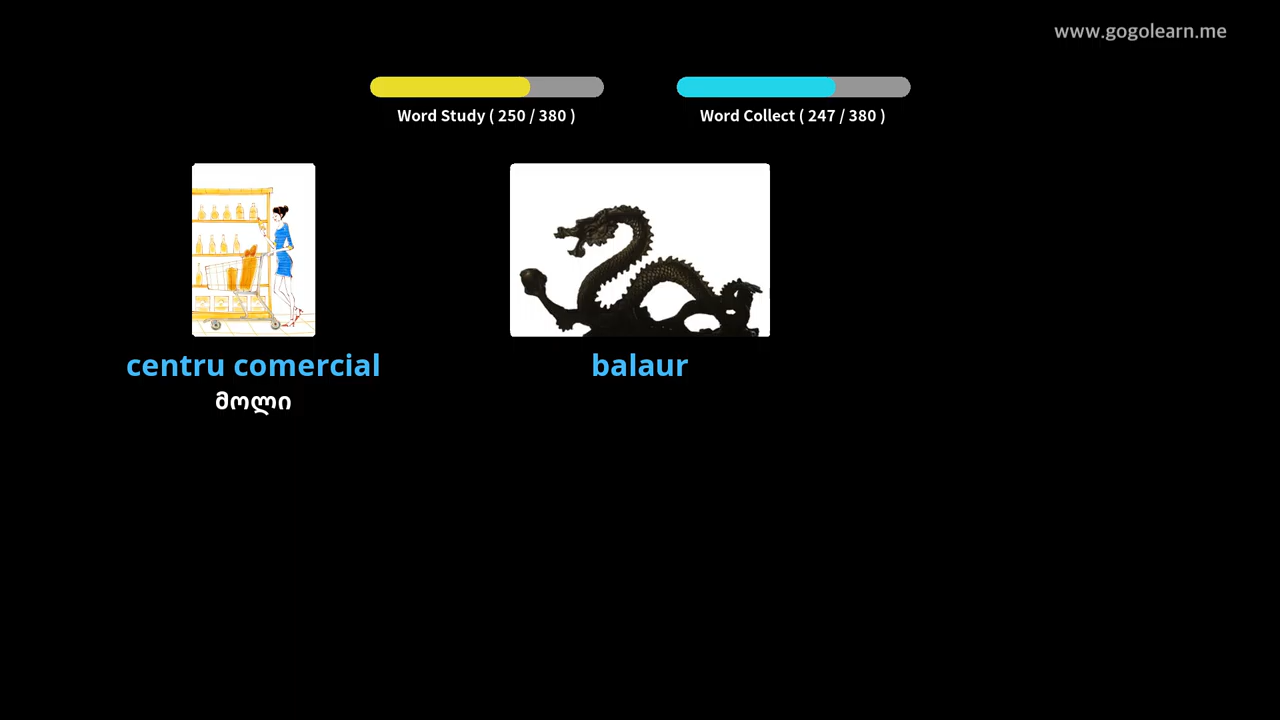 www.gogolearn.me
Word Study ( 250 / 380 )
Word Collect ( 247 / 380 )
centru comercial
მოლი
balaur